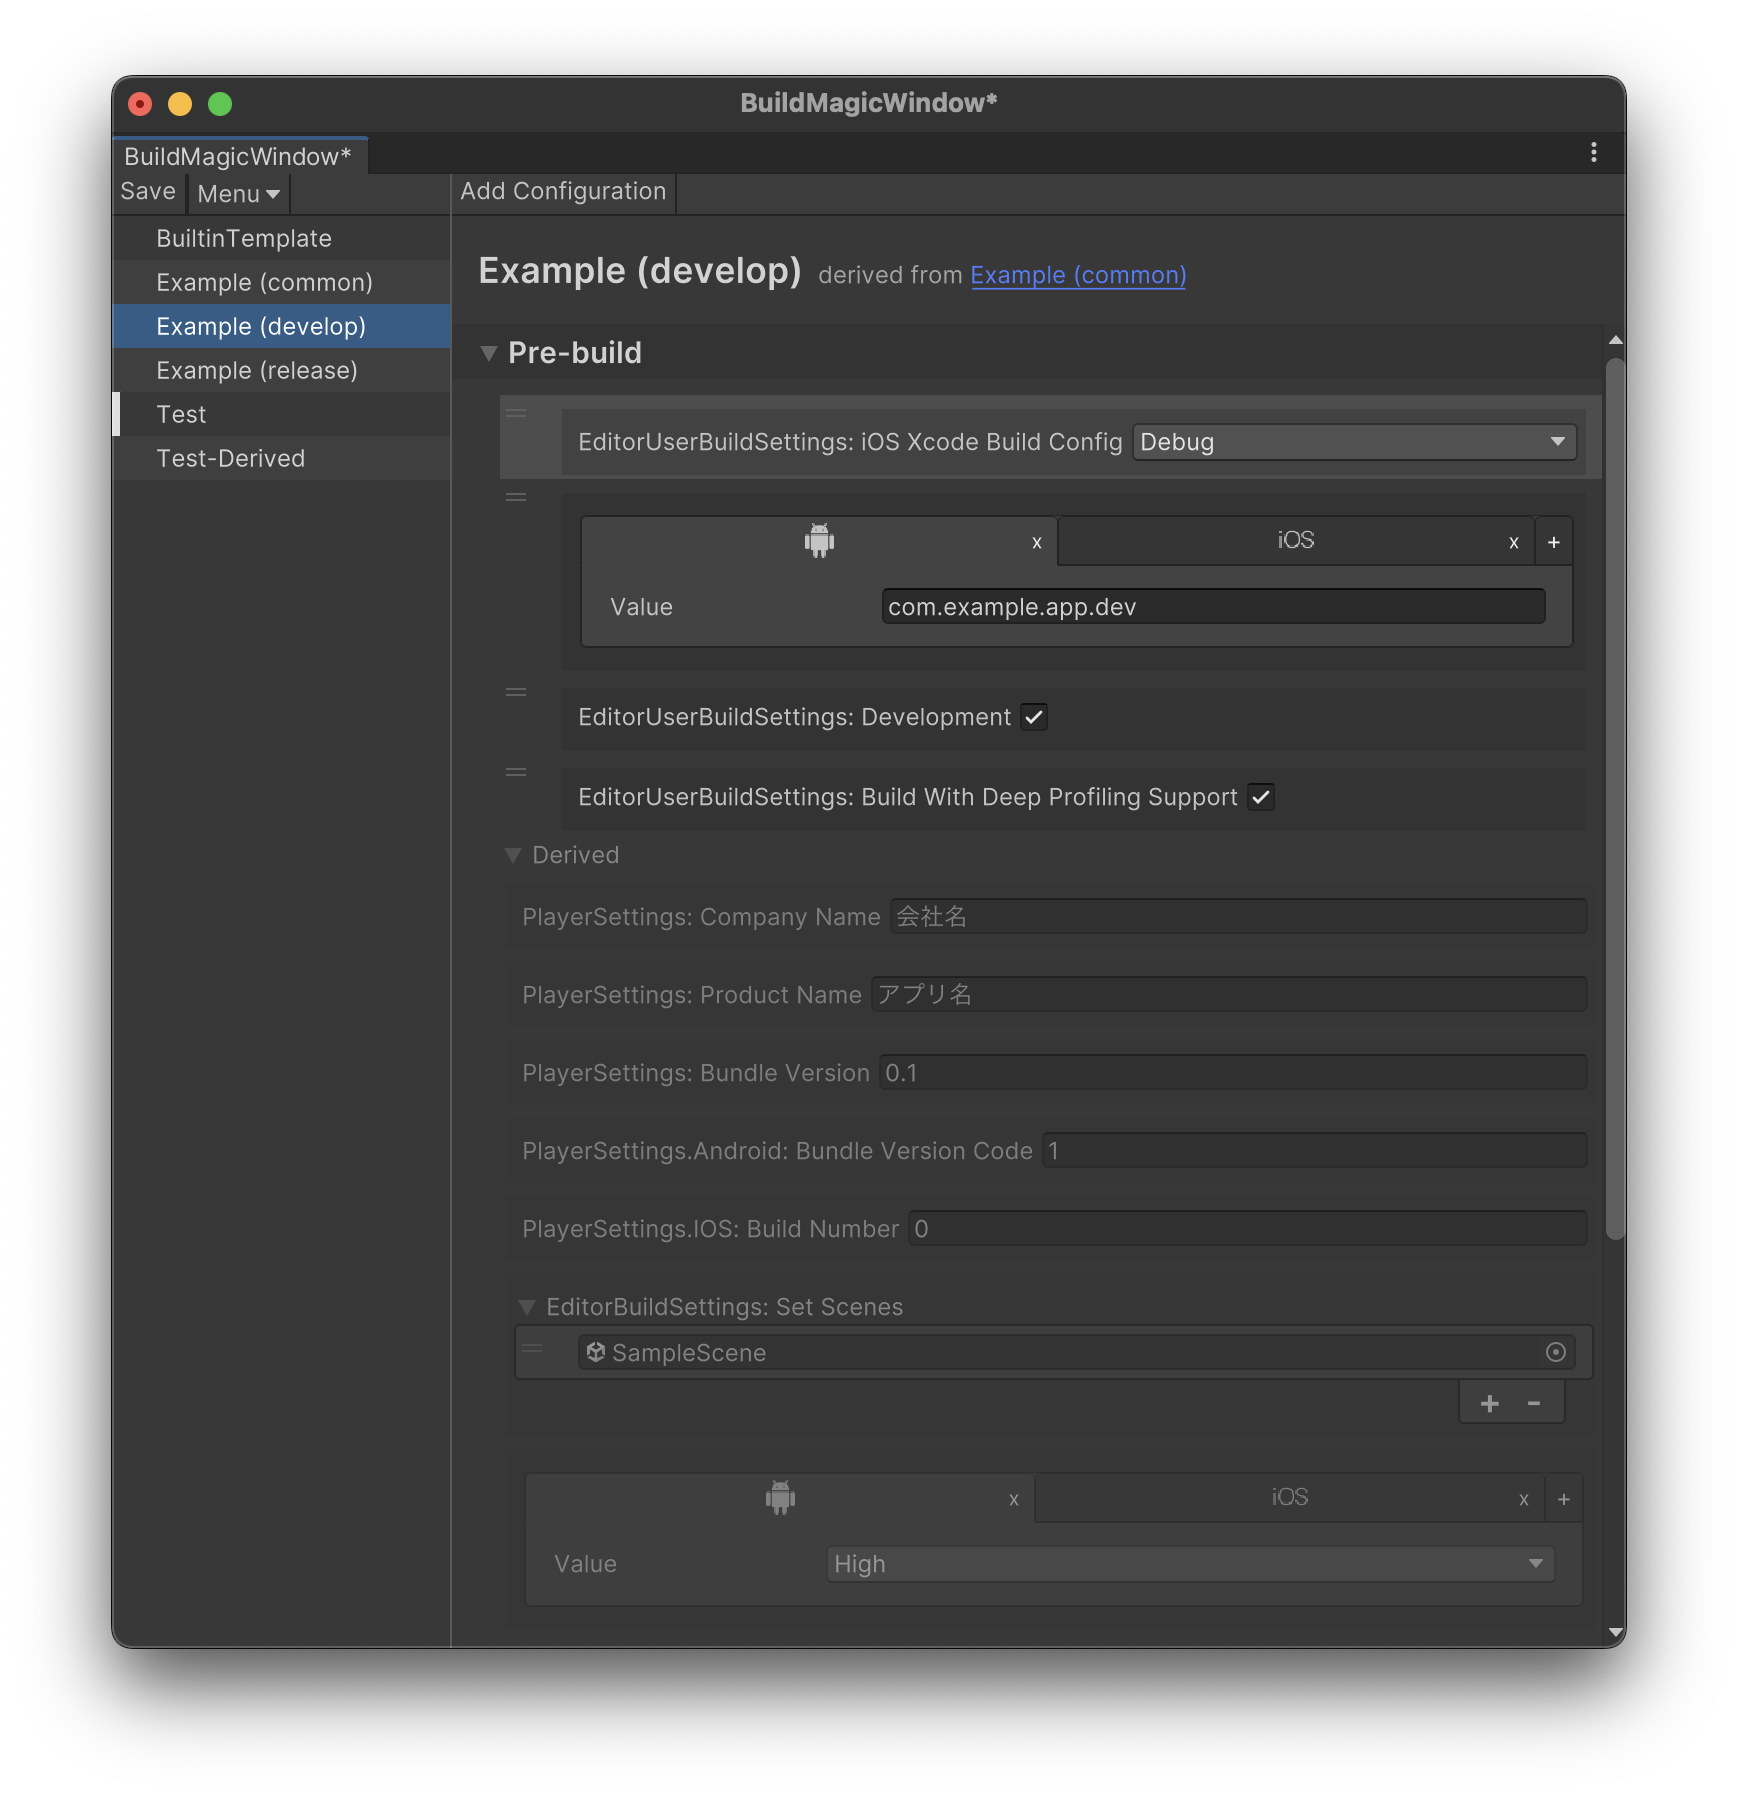 BuildMagicWindow*
BuildMagicWindow*
Save Menu Add Configuration
BuiltinTemplate
Example (common)
Example (develop)
Example (release)
Test
Test-Derived
Example (develop) derived from Example (common)
Pre-build
EditorUserBuildSettings: iOS Xcode Build Config Debug
x iOS x +
Value com.example.app.dev
EditorUserBuildSettings: Development
EditorUserBuildSettings: Build With Deep Profiling Support
Derived
PlayerSettings: Company Name 会社名
PlayerSettings: Product Name アプリ名
PlayerSettings: Bundle Version 0.1
PlayerSettings.Android: Bundle Version Code 1
PlayerSettings.IOS: Build Number 0
EditorBuildSettings: Set Scenes
SampleScene
+ -
x iOS x +
Value High